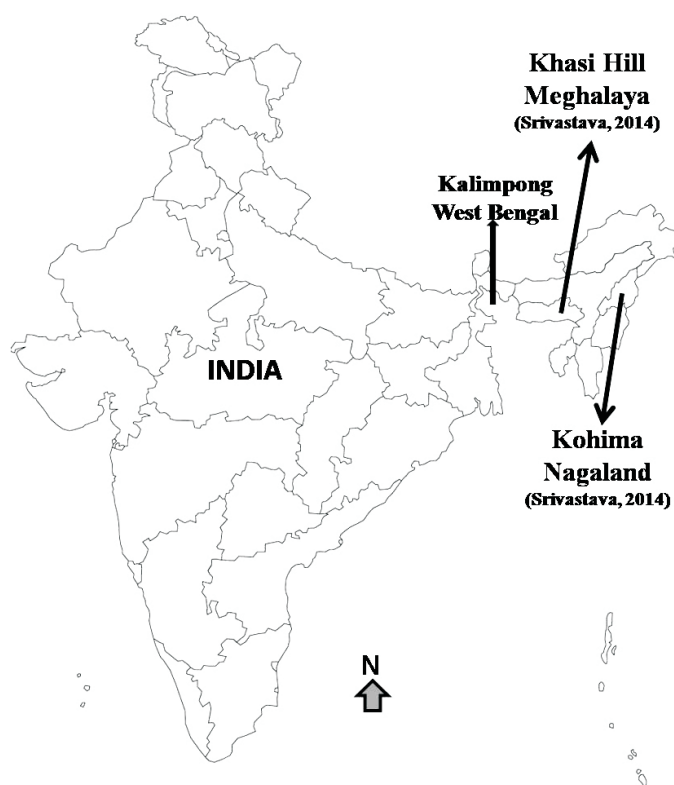 Khasi Hill
Meghalaya
(Srivastava, 2014)
Kalimpong
West Bengal
INDIA
Kohima
Nagaland
(Srivastava, 2014)
N